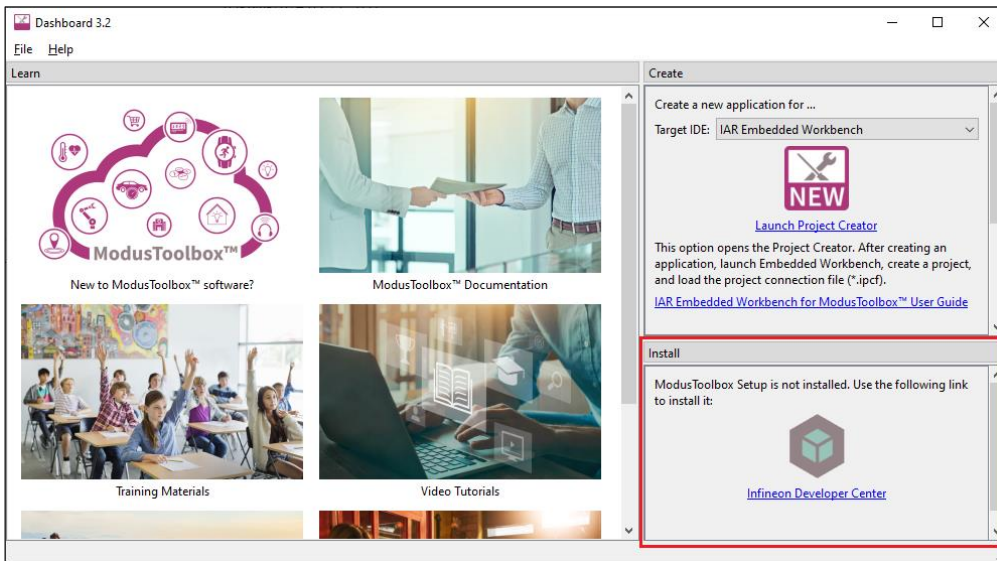 Dashboard 3.2
File Help
Learn
ModusToolbox™
New to ModusToolbox™ software?
ModusToolbox™ Documentation
Training Materials
Video Tutorials
Create
Create a new application for ...
Target IDE: IAR Embedded Workbench
NEW
Launch Project Creator
This option opens the Project Creator. After creating an
application, launch Embedded Workbench, create a project,
and load the project connection file (*.ipcf).
IAR Embedded Workbench for ModusToolbox™ User Guide
Install
ModusToolbox Setup is not installed. Use the following link
to install it:
Infineon Developer Center